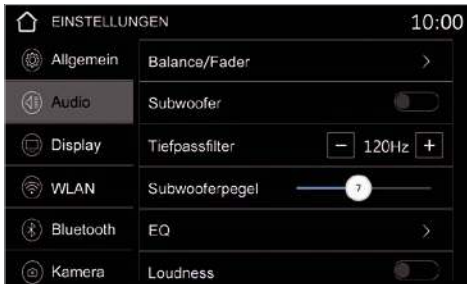 EINSTELLUNGEN 10:00
Allgemein
Audio
Display
WLAN
Bluetooth
Kamera
Balance/Fader >
Subwoofer
Tiefpassfilter − 120Hz +
Subwooferpegel 7
EQ >
Loudness